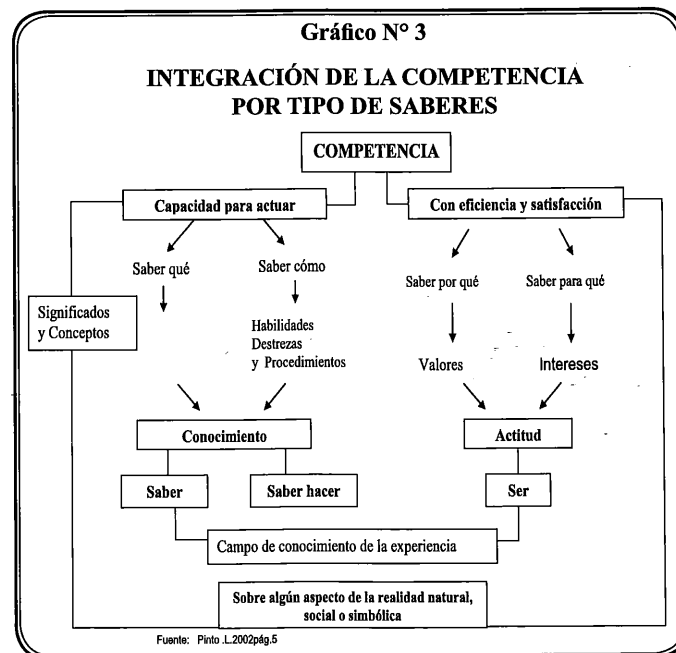 Gráfico N° 3
INTEGRACIÓN DE LA COMPETENCIA
POR TIPO DE SABERES
COMPETENCIA
Capacidad para actuar
Con eficiencia y satisfacción
Saber qué
Saber cómo
Saber por qué
Saber para qué
Significados
y Conceptos
Habilidades
Destrezas
y Procedimientos
Valores
Intereses
Conocimiento
Actitud
Saber
Saber hacer
Ser
Campo de conocimiento de la experiencia
Sobre algún aspecto de la realidad natural,
social o simbólica
Fuente: Pinto .L.2002pág.5